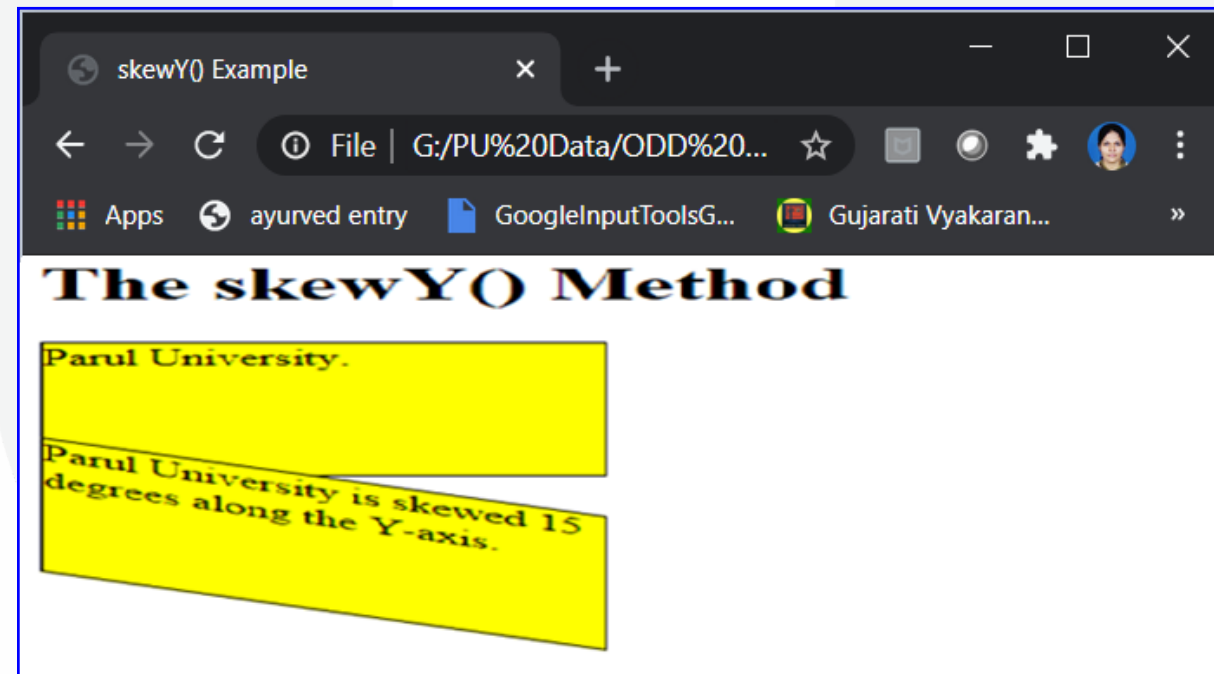 skewY() Example
File | G:/PU%20Data/ODD%20...
Apps ayurved entry GoogleInputToolsG... Gujarati Vyakaran... »
The skewY() Method
Parul University.
Parul University is skewed 15
degrees along the Y-axis.